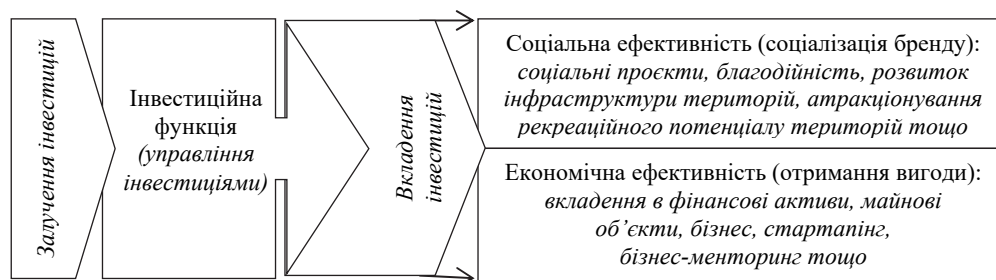 Залучення інвестицій
Інвестиційна
функція
(управління
інвестиціями)
Вкладення
інвестицій
Соціальна ефективність (соціалізація бренду):
соціальні проєкти, благодійність, розвиток
інфраструктури територій, атракціонування
рекреаційного потенціалу територій тощо
Економічна ефективність (отримання вигоди):
вкладення в фінансові активи, майнові
об’єкти, бізнес, стартапінг,
бізнес-менторинг тощо